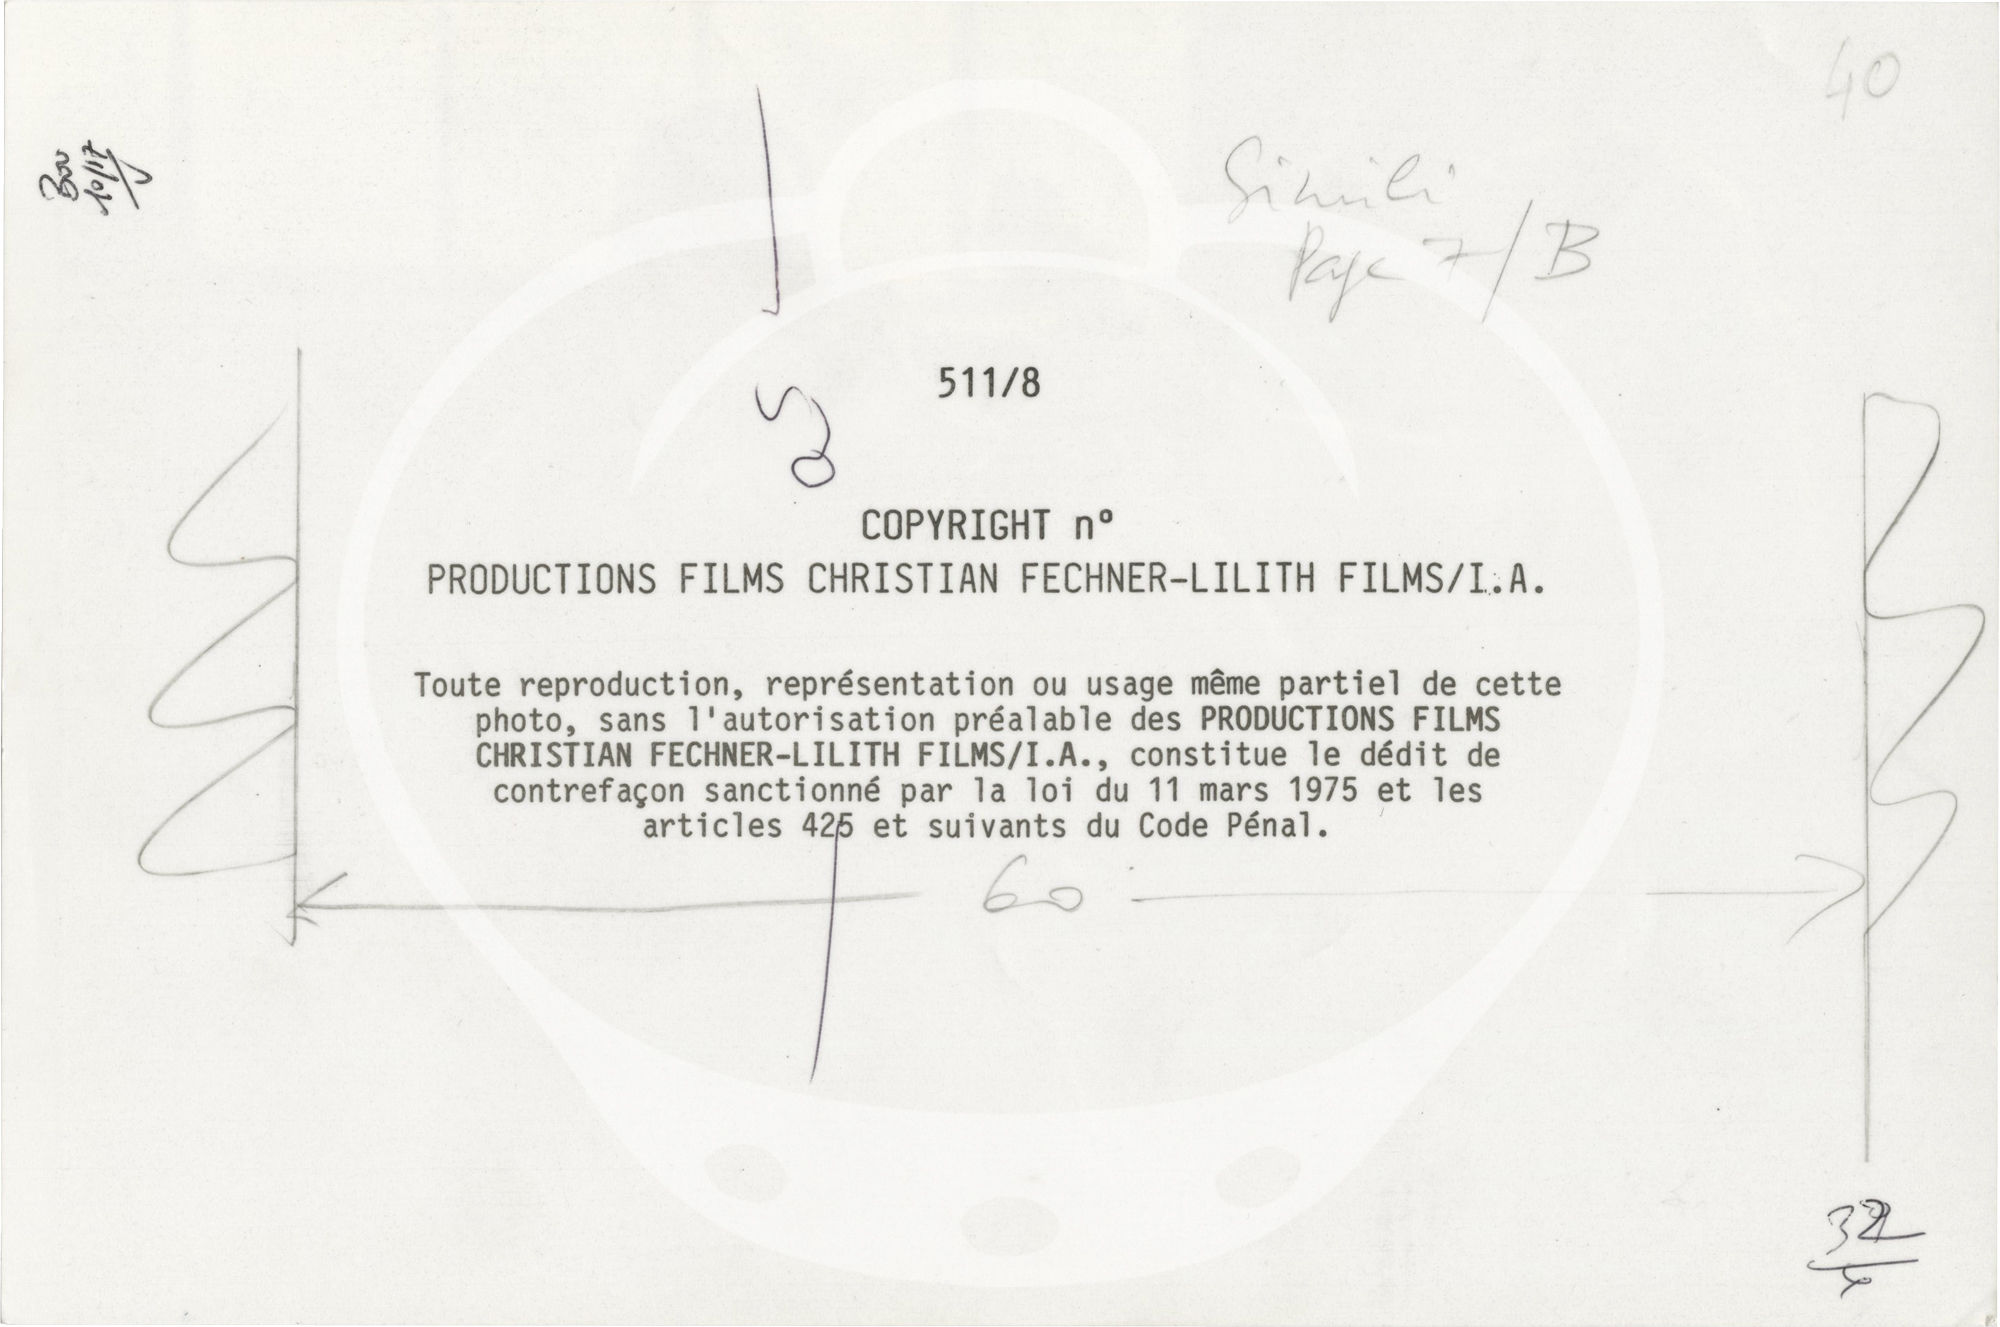 40
Simili
Page 7/B
511/8
COPYRIGHT nº
PRODUCTIONS FILMS CHRISTIAN FECHNER-LILITH FILMS/I.A.
Toute reproduction, représentation ou usage même partiel de cette
photo, sans l'autorisation préalable des PRODUCTIONS FILMS
CHRISTIAN FECHNER-LILITH FILMS/I.A., constitue le dédit de
contrefaçon sanctionné par la loi du 11 mars 1975 et les
articles 425 et suivants du Code Pénal.
60